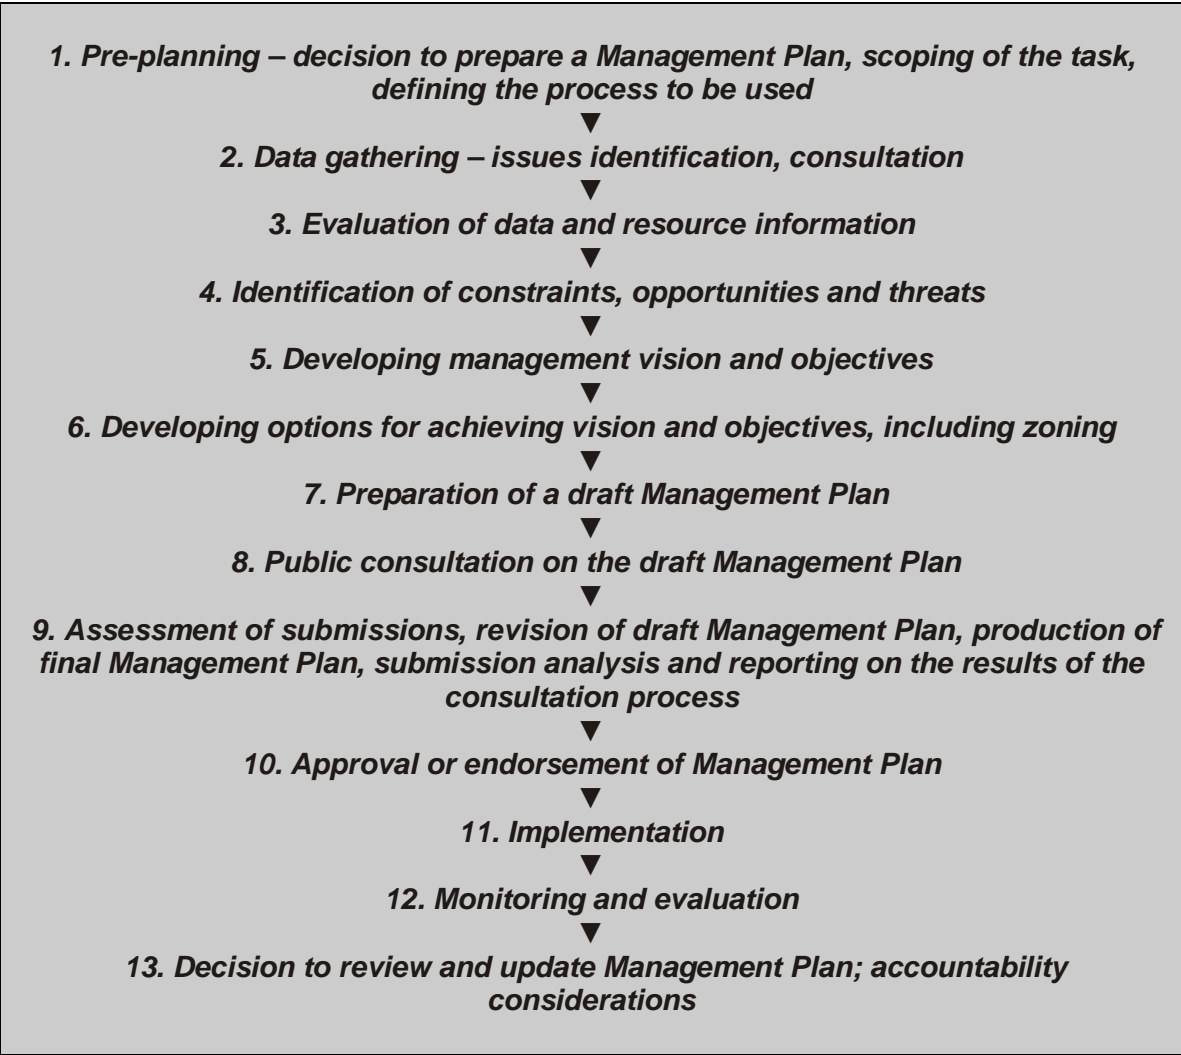 1. Pre-planning – decision to prepare a Management Plan, scoping of the task,
defining the process to be used
▼
2. Data gathering – issues identification, consultation
▼
3. Evaluation of data and resource information
▼
4. Identification of constraints, opportunities and threats
▼
5. Developing management vision and objectives
▼
6. Developing options for achieving vision and objectives, including zoning
▼
7. Preparation of a draft Management Plan
▼
8. Public consultation on the draft Management Plan
▼
9. Assessment of submissions, revision of draft Management Plan, production of
final Management Plan, submission analysis and reporting on the results of the
consultation process
▼
10. Approval or endorsement of Management Plan
▼
11. Implementation
▼
12. Monitoring and evaluation
▼
13. Decision to review and update Management Plan; accountability
considerations